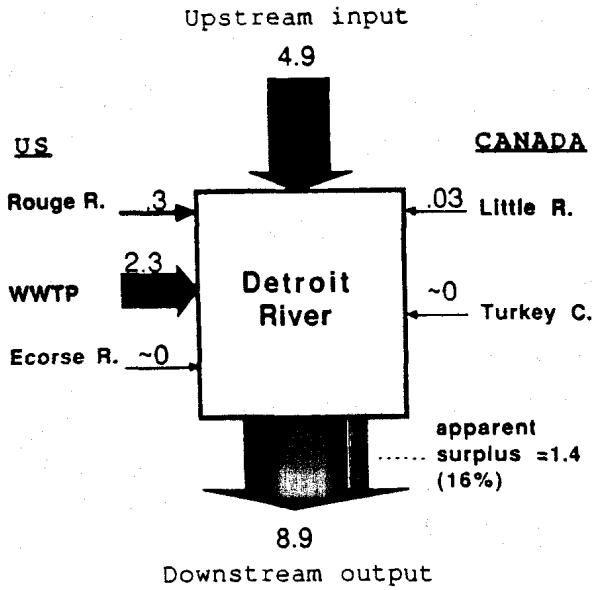 Upstream input
4.9
US
CANADA
Rouge R.
.3
.03
Little R.
2.3
WWTP
Detroit
River
~0
Turkey C.
Ecorse R.
~0
apparent
surplus =1.4
(16%)
8.9
Downstream output